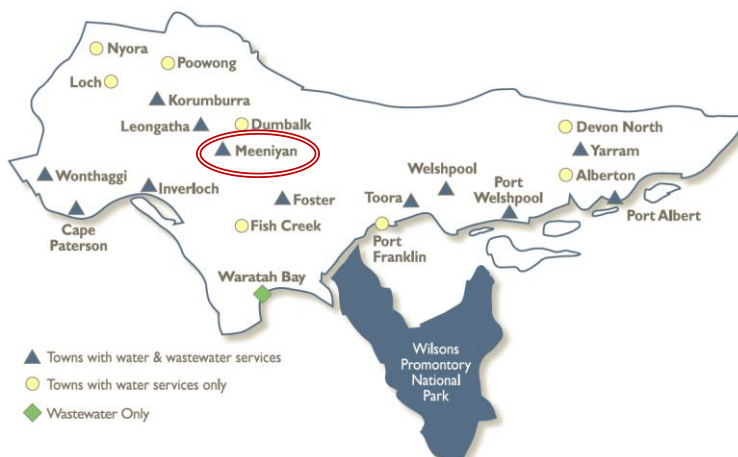 Nyora
Poowong
Loch
Korumburra
Leongatha
Dumbalk
Meeniyan
Devon North
Yarram
Alberton
Wonthaggi
Inverloch
Cape
Paterson
Foster
Fish Creek
Welshpool
Toora
Port
Welshpool
Port Albert
Port
Franklin
Waratah Bay
Wilsons
Promontory
National
Park
Towns with water & wastewater services
Towns with water services only
Wastewater Only